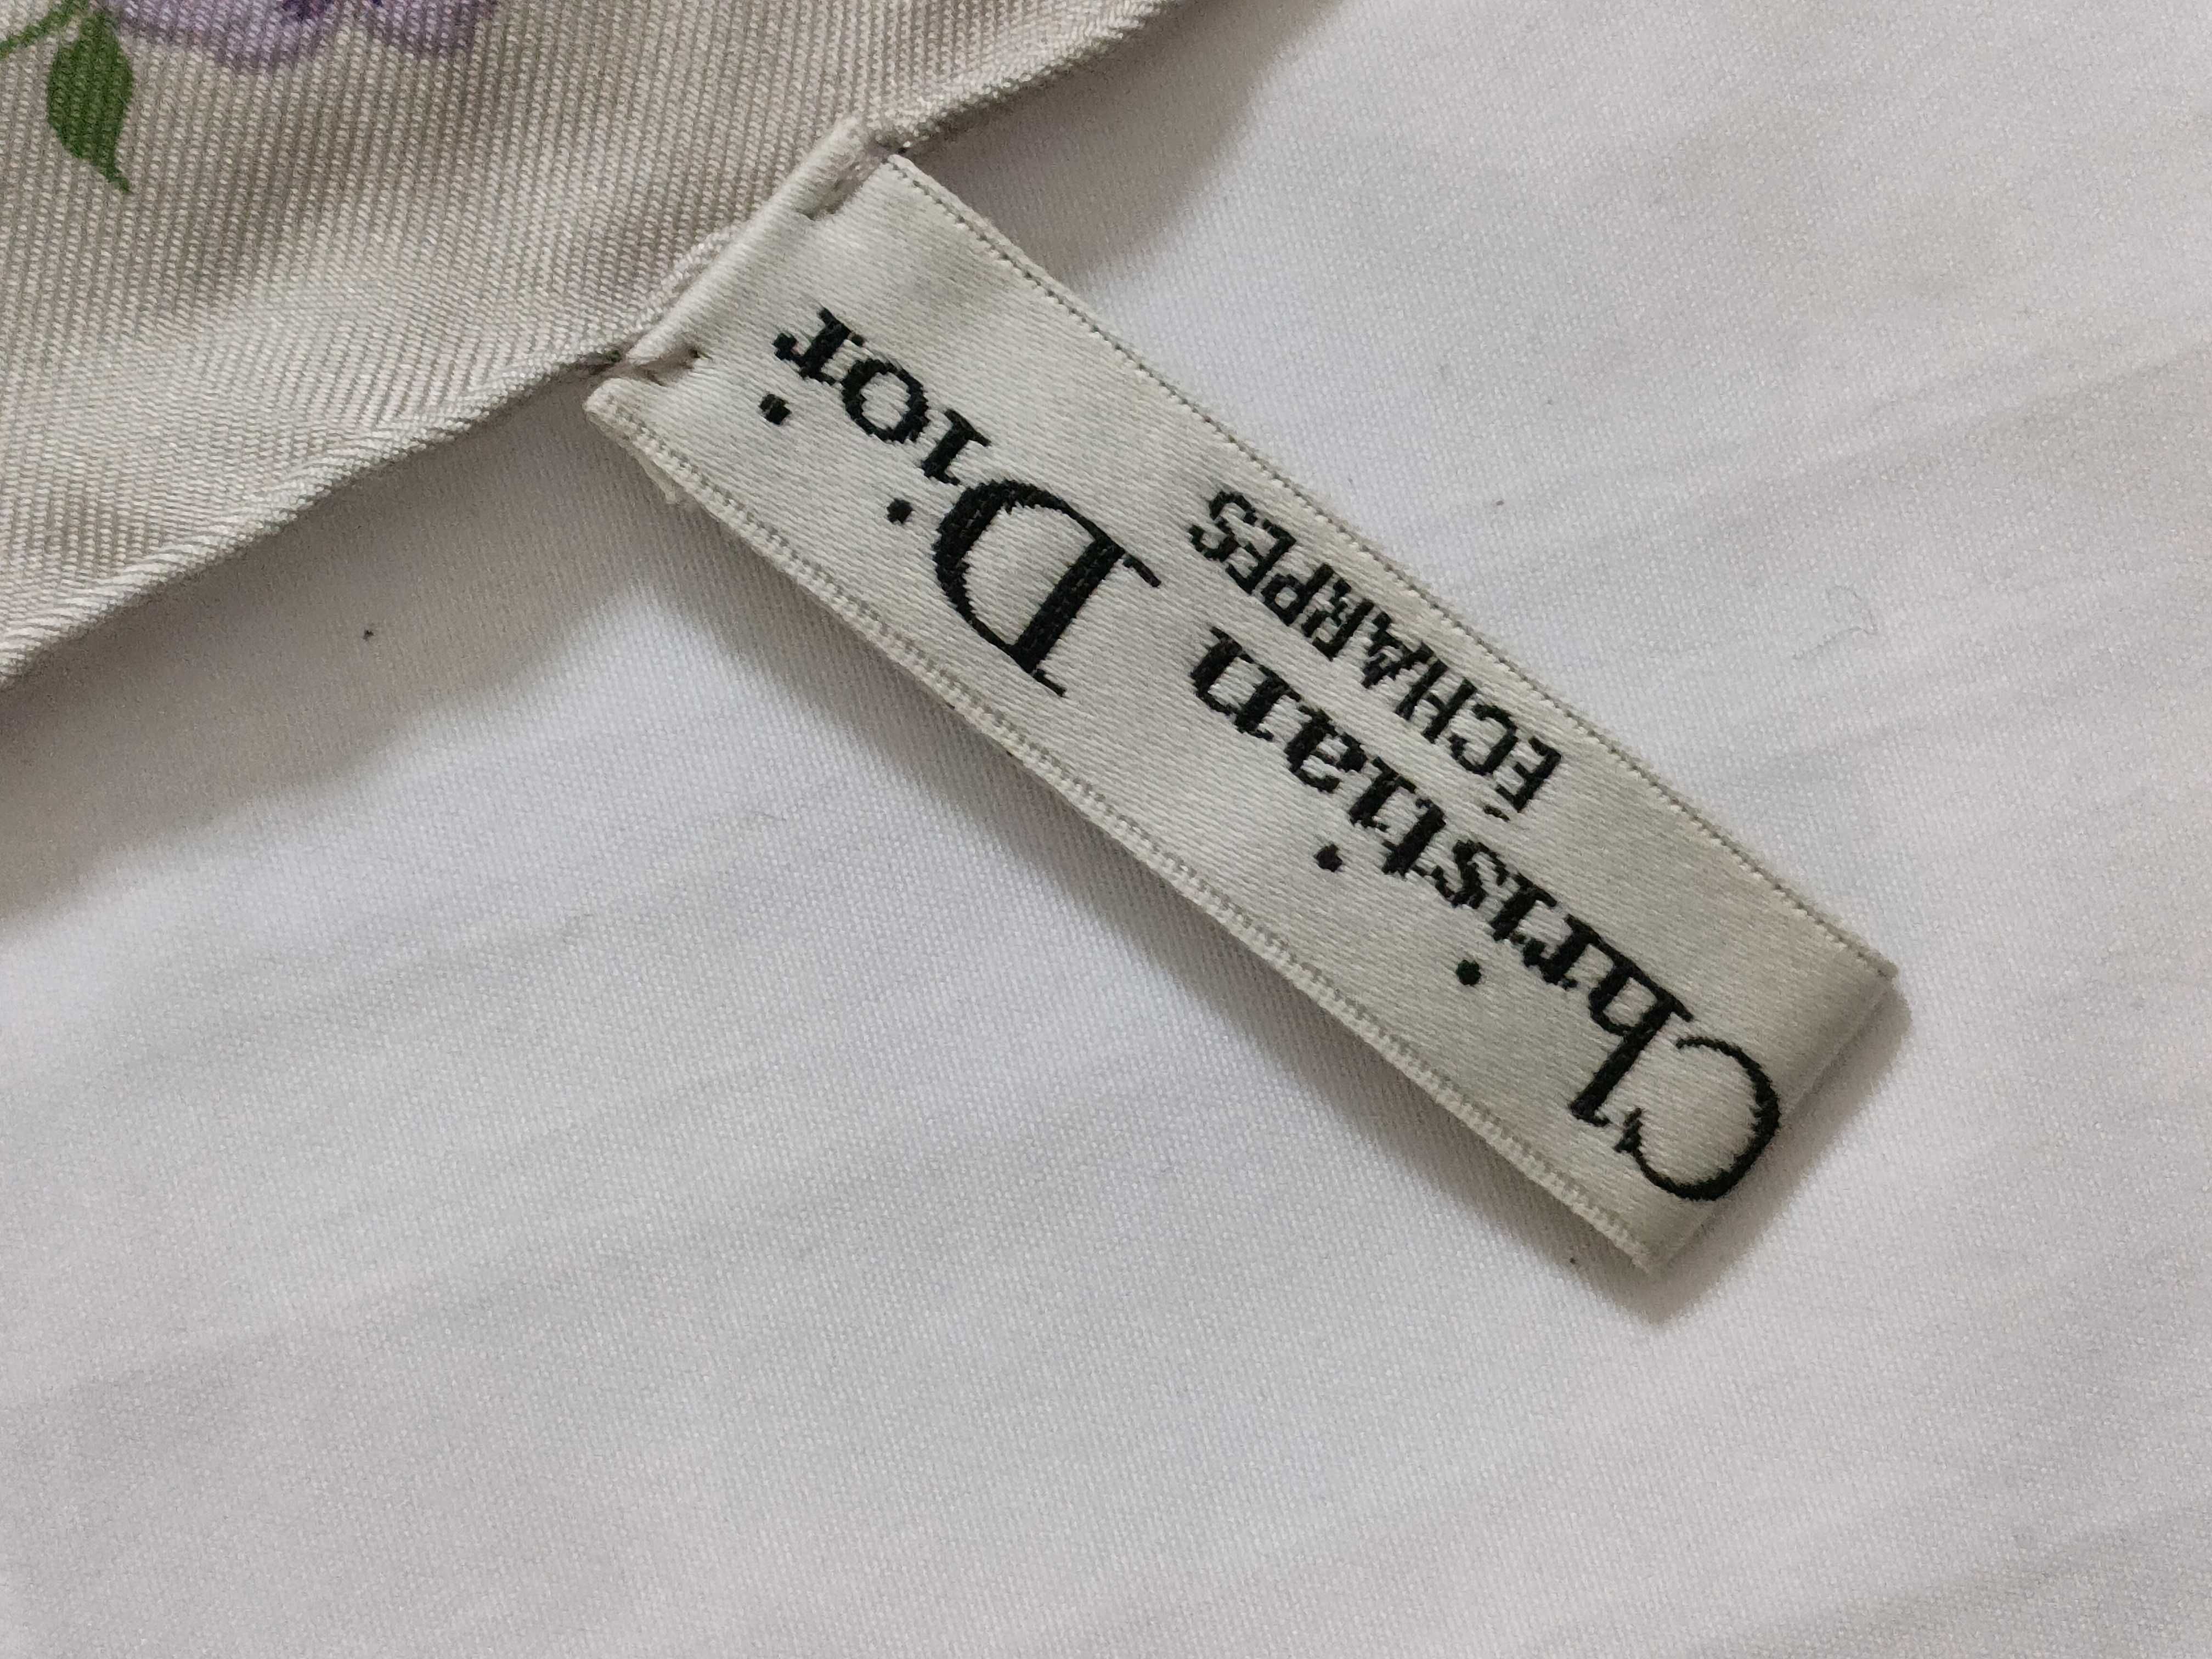 Christian Dior
ÉCHARPES